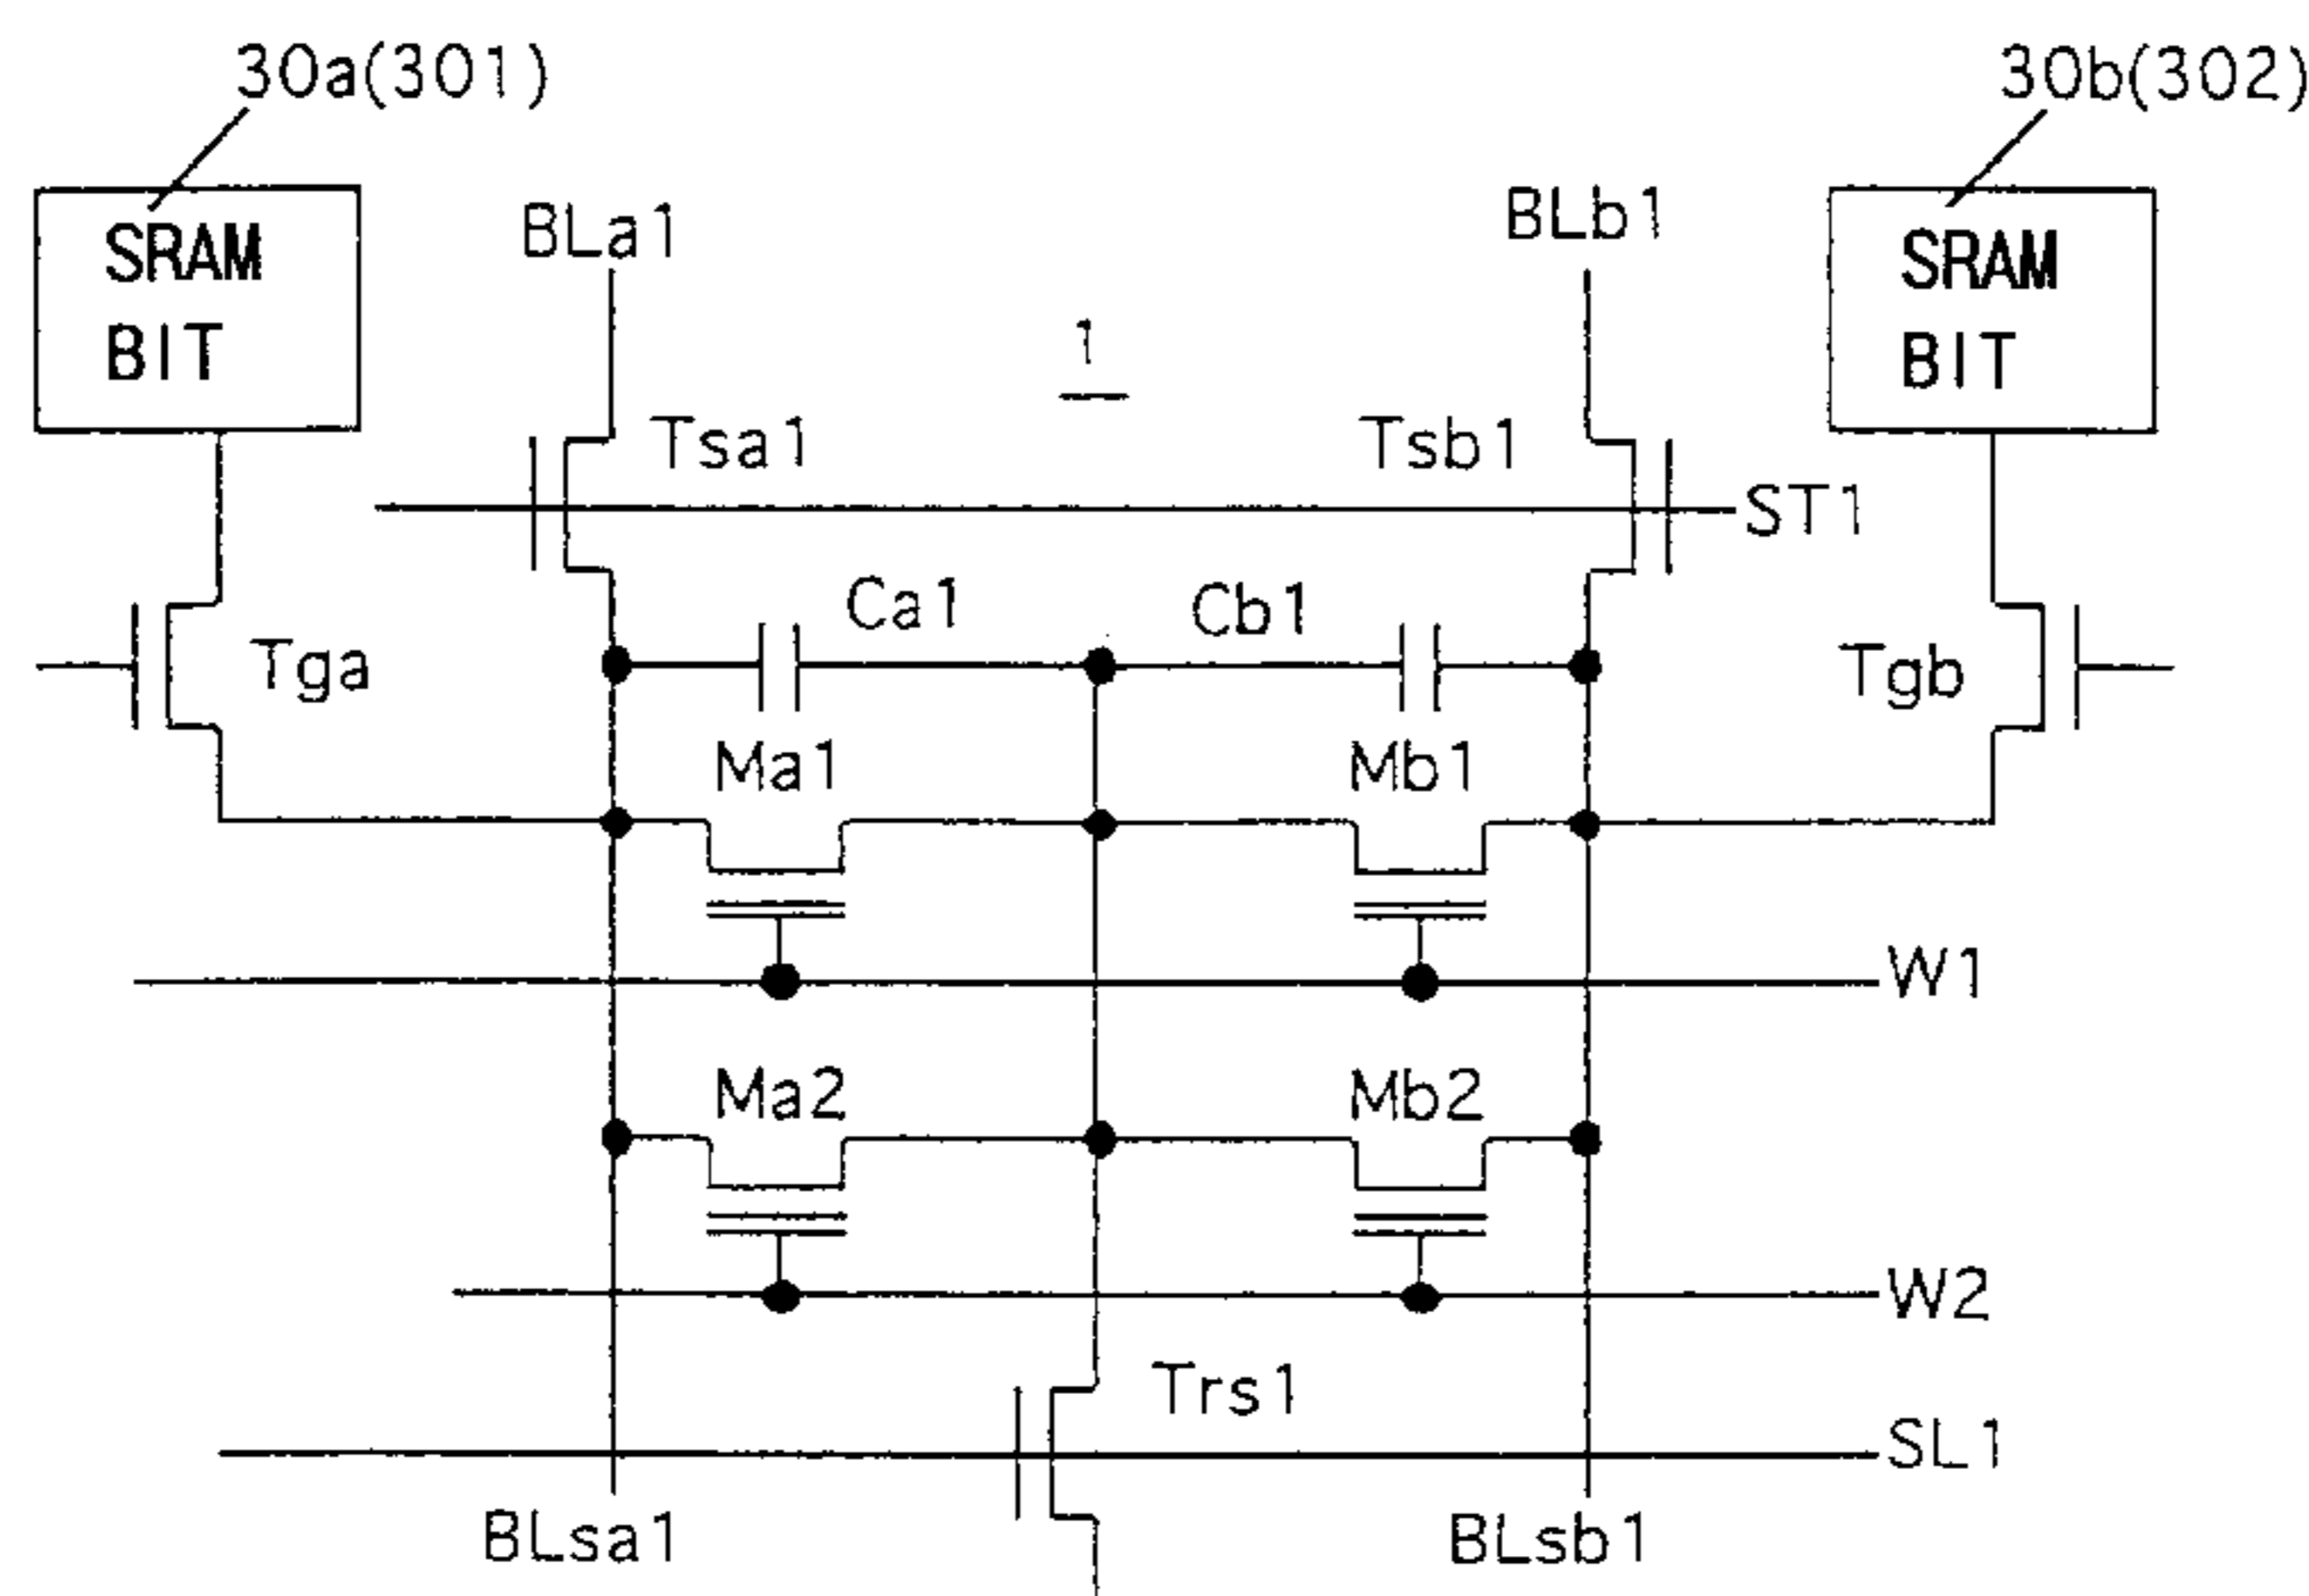 30a(301)
30b(302)
SRAM
BIT
BLa1
BLb1
SRAM
BIT
1
Tsa1
Tsb1
ST1
Ca1
Cb1
Tga
Tgb
Ma1
Mb1
W1
Ma2
Mb2
W2
Trs1
SL1
BLsa1
BLsb1